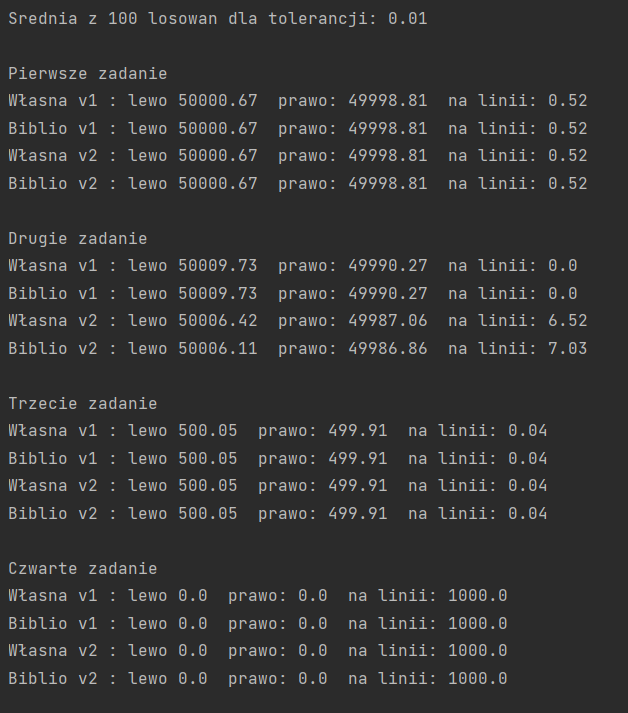 Srednia z 100 losowan dla tolerancji: 0.01
Pierwsze zadanie
Własna v1 : lewo 50000.67  prawo: 49998.81  na linii: 0.52
Biblio v1 : lewo 50000.67  prawo: 49998.81  na linii: 0.52
Własna v2 : lewo 50000.67  prawo: 49998.81  na linii: 0.52
Biblio v2 : lewo 50000.67  prawo: 49998.81  na linii: 0.52
Drugie zadanie
Własna v1 : lewo 50009.73  prawo: 49990.27  na linii: 0.0
Biblio v1 : lewo 50009.73  prawo: 49990.27  na linii: 0.0
Własna v2 : lewo 50006.42  prawo: 49987.06  na linii: 6.52
Biblio v2 : lewo 50006.11  prawo: 49986.86  na linii: 7.03
Trzecie zadanie
Własna v1 : lewo 500.05  prawo: 499.91  na linii: 0.04
Biblio v1 : lewo 500.05  prawo: 499.91  na linii: 0.04
Własna v2 : lewo 500.05  prawo: 499.91  na linii: 0.04
Biblio v2 : lewo 500.05  prawo: 499.91  na linii: 0.04
Czwarte zadanie
Własna v1 : lewo 0.0  prawo: 0.0  na linii: 1000.0
Biblio v1 : lewo 0.0  prawo: 0.0  na linii: 1000.0
Własna v2 : lewo 0.0  prawo: 0.0  na linii: 1000.0
Biblio v2 : lewo 0.0  prawo: 0.0  na linii: 1000.0